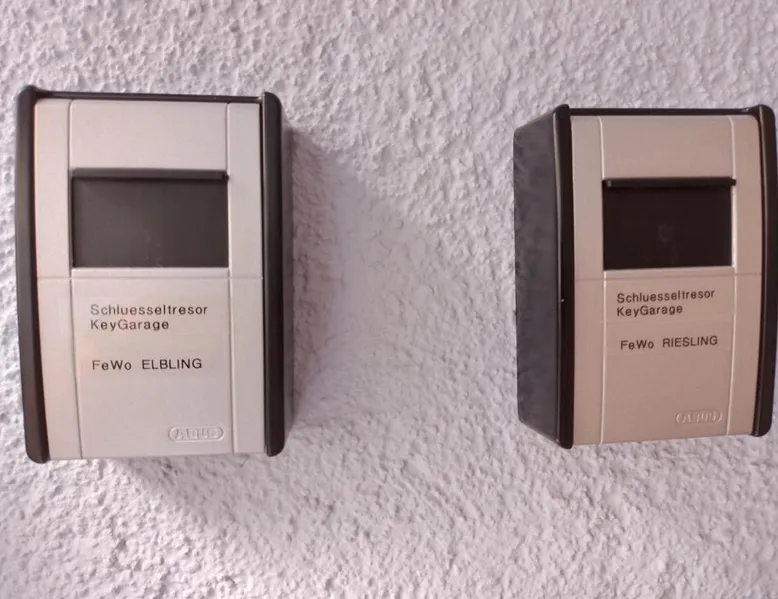 Schluesseltresor
KeyGarage
FeWo ELBLING
ABUS
Schluesseltresor
KeyGarage
FeWo RIESLING
ABUS